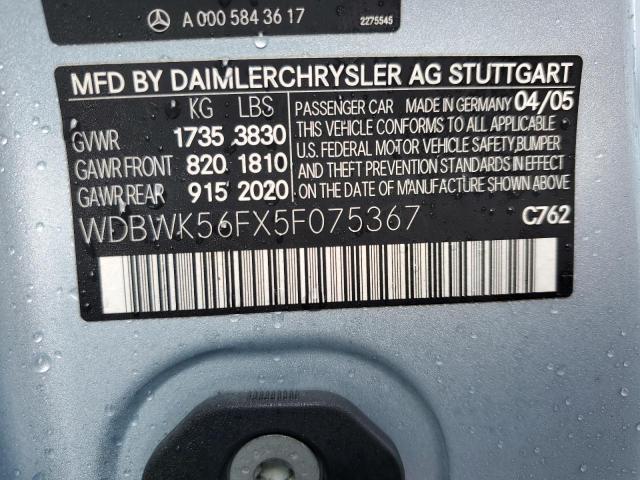 A 000 584 36 17 2275545
MFD BY DAIMLERCHRYSLER AG STUTTGART
KG LBS PASSENGER CAR MADE IN GERMANY 04/05
GVWR 1735 3830 THIS VEHICLE CONFORMS TO ALL APPLICABLE
GAWR FRONT 820 1810 U.S. FEDERAL MOTOR VEHICLE SAFETY,BUMPER
GAWR REAR 915 2020 AND THEFT PREVENTION STANDARDS IN EFFECT
ON THE DATE OF MANUFACTURE SHOWN ABOVE.
WDBWK56FX5F075367 C762